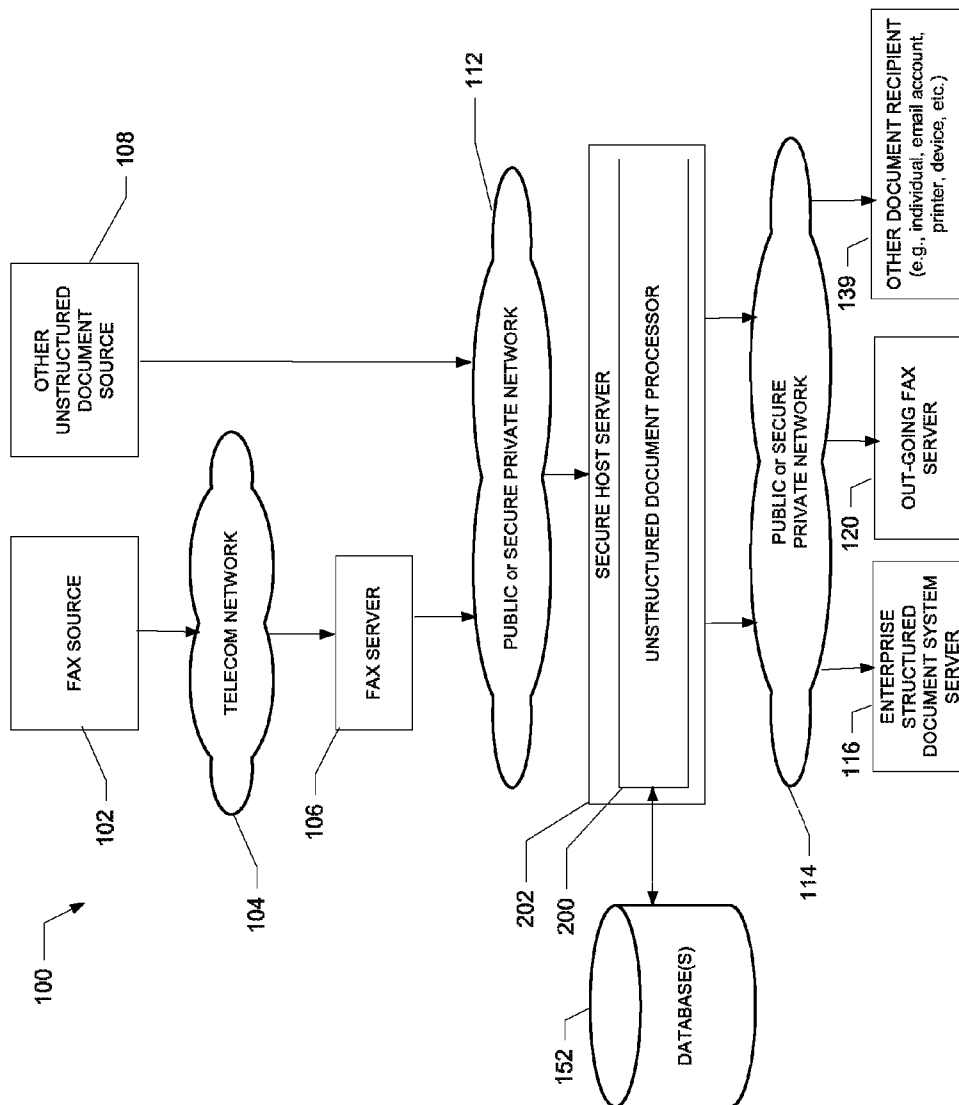 100
FAX SOURCE
102
OTHER
UNSTRUCTURED
DOCUMENT
SOURCE
108
TELECOM NETWORK
104
FAX SERVER
106
PUBLIC or SECURE PRIVATE NETWORK
112
SECURE HOST SERVER
202
UNSTRUCTURED DOCUMENT PROCESSOR
200
DATABASE(S)
152
PUBLIC or SECURE
PRIVATE NETWORK
114
ENTERPRISE
STRUCTURED
DOCUMENT SYSTEM
SERVER
116
OUT-GOING FAX
SERVER
120
OTHER DOCUMENT RECIPIENT
(e.g., individual, email account,
printer, device, etc.)
139